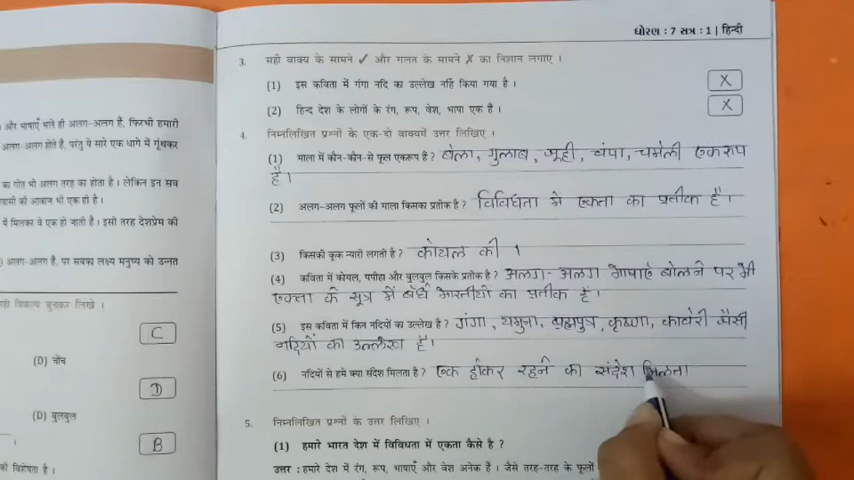 और भाषाएँ भले ही अलग-अलग हैं, फिरभी हमारी
अलग-अलग होते हैं, परंतु ये सारे एक धागे में गूंथकर
का गीत भी अलग तरह का होता है । लेकिन इन सब
की आवाज भी एक ही है ।
में मिलकर वे एक हो जाती है । इसी तरह देशप्रेम की
अलग-अलग है, पर सबका लक्ष्य मनुष्य को उन्नत
सही विकल्प चुनकर लिखे ।
C
(D) चोंच
D
(D) बुलबुल
B
की विशेषता है ।
ધોરણ : 7 સત્ર : 1 | હિન્દી
3. सही वाक्य के सामने ✓ और गलत के सामने ✗ का निशान लगाए ।
(1) इस कविता में गंगा नदि का उल्लेख नहिं किया गया है । X
(2) हिन्द देश के लोगों के रंग, रूप, वेश, भाषा एक है । X
4. निम्नलिखित प्रश्नों के एक-दो वाक्यमें उत्तर लिखिए ।
(1) माला में कौन-कौन-से फूल एकरूप है ? बेला, गुलाब, जूही, चंपा, चमेली एकरूप
है ।
(2) अलग-अलग फूलों की माला किसका प्रतीक है ? विविधता में एकता का प्रतीक है ।
(3) किसकी कूक न्यारी लगती है ? कोयल की ।
(4) कविता में कोयल, पपीहा और बुलबुल किसके प्रतीक है ? अलग-अलग भाषाएं बोलने पर भी
एकता के सूत्र में बँधे भारतीयों का प्रतीक हैं ।
(5) इस कविता में किन नदियों का उल्लेख है ? गंगा, यमुना, ब्रह्मपुत्र, कृष्णा, कावेरी जैसी
नदियों का उल्लेख है ।
(6) नदियों से हमे क्या संदेश मिलता है ? एक होकर रहने का संदेश मिलता
5. निम्नलिखित प्रश्नों के उत्तर लिखिए ।
(1) हमारे भारत देश में विविधता में एकता कैसे है ?
उत्तर : हमारे देश में रंग, रूप, भाषाएँ और वेश अनेक है । जैसे तरह-तरह के फूलों